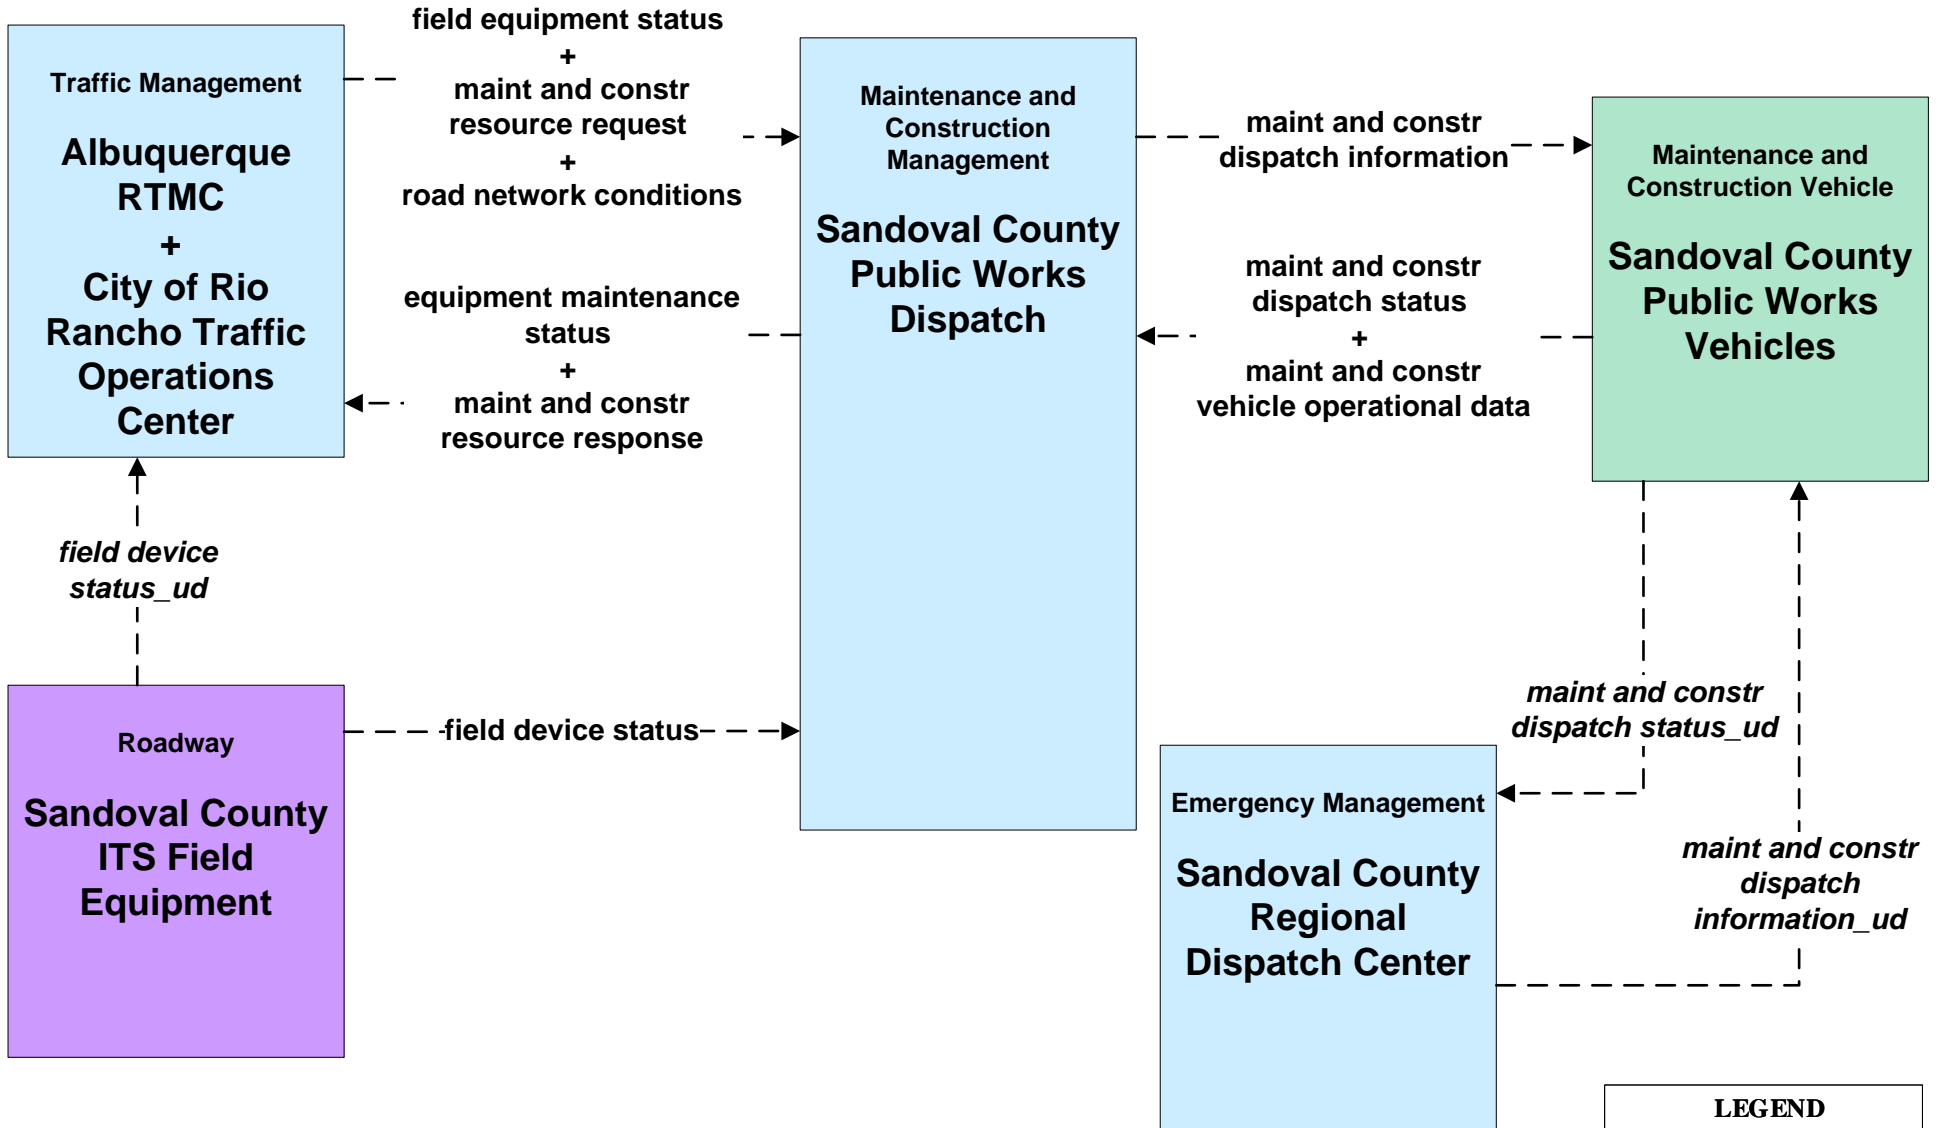 Traffic Management
Albuquerque
RTMC
+
City of Rio
Rancho Traffic
Operations
Center
field equipment status
+
maint and constr
resource request
+
road network conditions
equipment maintenance
status
+
maint and constr
resource response
Maintenance and
Construction
Management
Sandoval County
Public Works
Dispatch
maint and constr
dispatch information
maint and constr
dispatch status
+
maint and constr
vehicle operational data
Maintenance and
Construction Vehicle
Sandoval County
Public Works
Vehicles
field device
status_ud
Roadway
Sandoval County
ITS Field
Equipment
field device status
maint and constr
dispatch status_ud
Emergency Management
Sandoval County
Regional
Dispatch Center
maint and constr
dispatch
information_ud
LEGEND